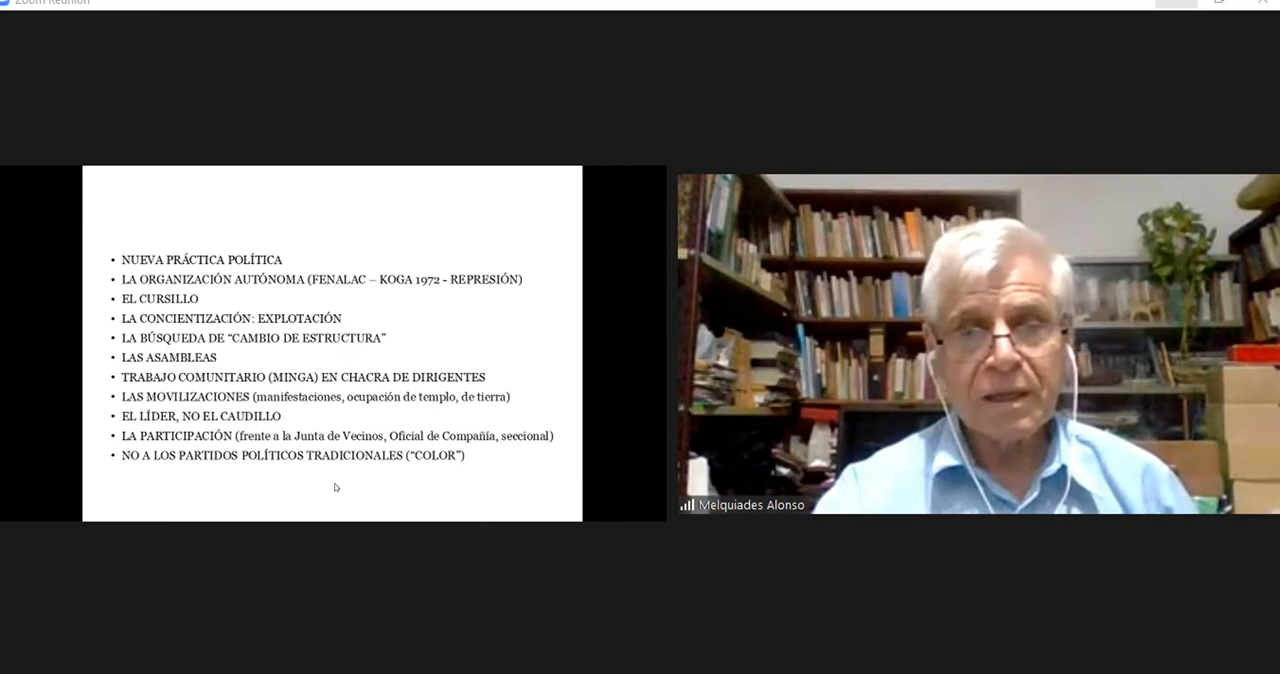 Zoom Reunión
• NUEVA PRÁCTICA POLÍTICA
• LA ORGANIZACIÓN AUTÓNOMA (FENALAC – KOGA 1972 - REPRESIÓN)
• EL CURSILLO
• LA CONCIENTIZACIÓN: EXPLOTACIÓN
• LA BÚSQUEDA DE “CAMBIO DE ESTRUCTURA”
• LAS ASAMBLEAS
• TRABAJO COMUNITARIO (MINGA) EN CHACRA DE DIRIGENTES
• LAS MOVILIZACIONES (manifestaciones, ocupación de templo, de tierra)
• EL LÍDER, NO EL CAUDILLO
• LA PARTICIPACIÓN (frente a la Junta de Vecinos, Oficial de Compañía, seccional)
• NO A LOS PARTIDOS POLÍTICOS TRADICIONALES (“COLOR”)
Melquiades Alonso